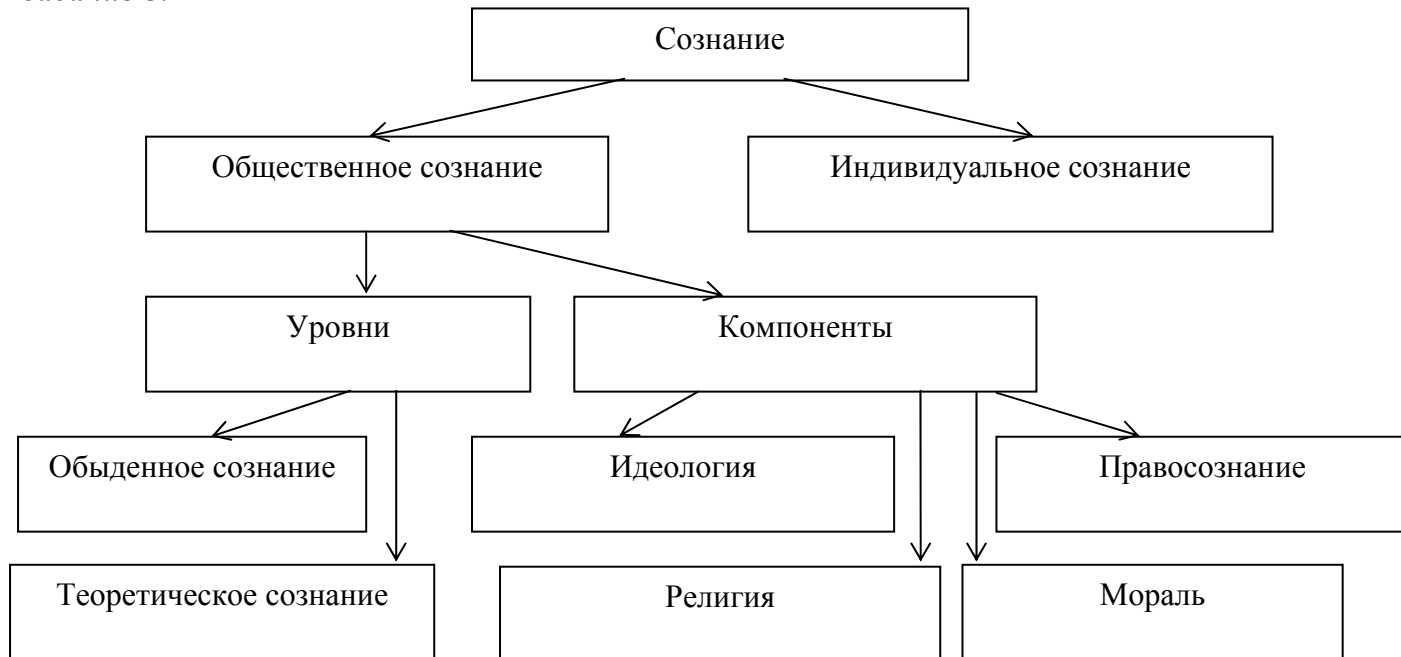 Сознание
Общественное сознание
Индивидуальное сознание
Уровни
Компоненты
Обыденное сознание
Идеология
Правосознание
Теоретическое сознание
Религия
Мораль